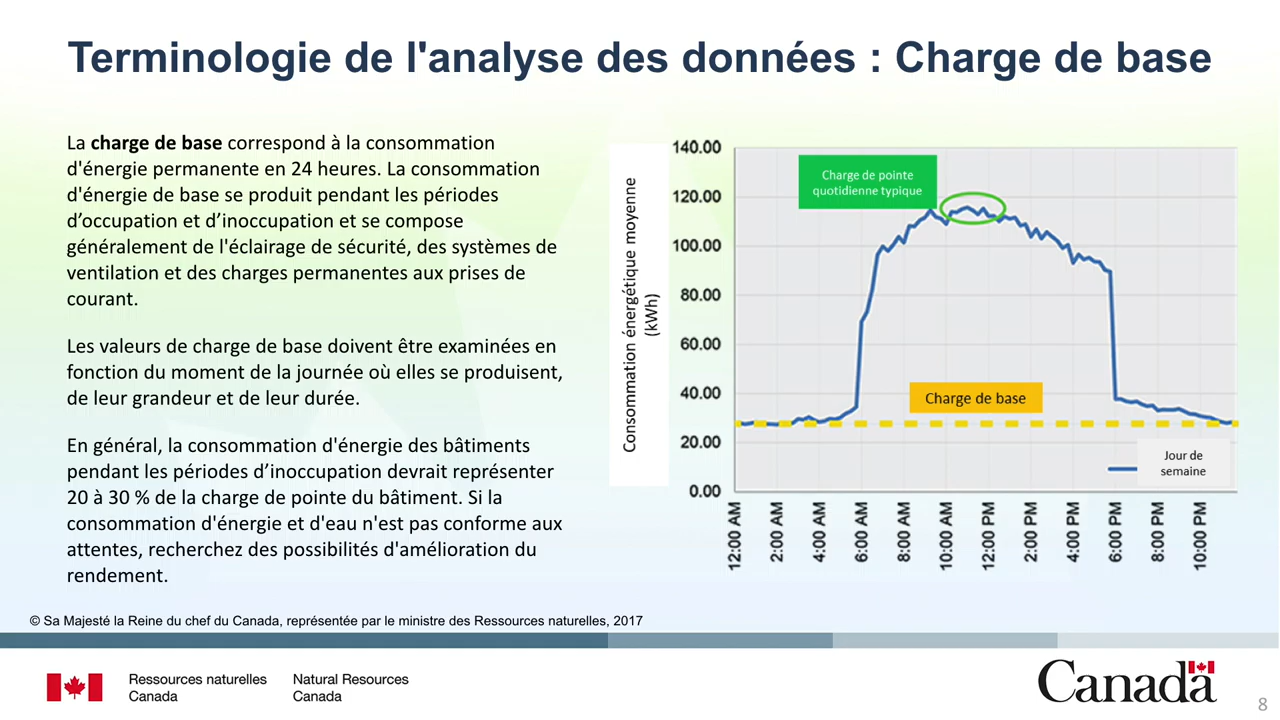 Terminologie de l'analyse des données : Charge de base
La charge de base correspond à la consommation
d'énergie permanente en 24 heures. La consommation
d'énergie de base se produit pendant les périodes
d’occupation et d’inoccupation et se compose
généralement de l'éclairage de sécurité, des systèmes de
ventilation et des charges permanentes aux prises de
courant.
Les valeurs de charge de base doivent être examinées en
fonction du moment de la journée où elles se produisent,
de leur grandeur et de leur durée.
En général, la consommation d'énergie des bâtiments
pendant les périodes d’inoccupation devrait représenter
20 à 30 % de la charge de pointe du bâtiment. Si la
consommation d'énergie et d'eau n'est pas conforme aux
attentes, recherchez des possibilités d'amélioration du
rendement.
Consommation énergétique moyenne
(kWh)
140.00
120.00
100.00
80.00
60.00
40.00
20.00
0.00
Charge de pointe
quotidienne typique
Charge de base
Jour de
semaine
12:00 AM
2:00 AM
4:00 AM
6:00 AM
8:00 AM
10:00 AM
12:00 PM
2:00 PM
4:00 PM
6:00 PM
8:00 PM
10:00 PM
© Sa Majesté la Reine du chef du Canada, représentée par le ministre des Ressources naturelles, 2017
Ressources naturelles
Canada
Natural Resources
Canada
Canada
8